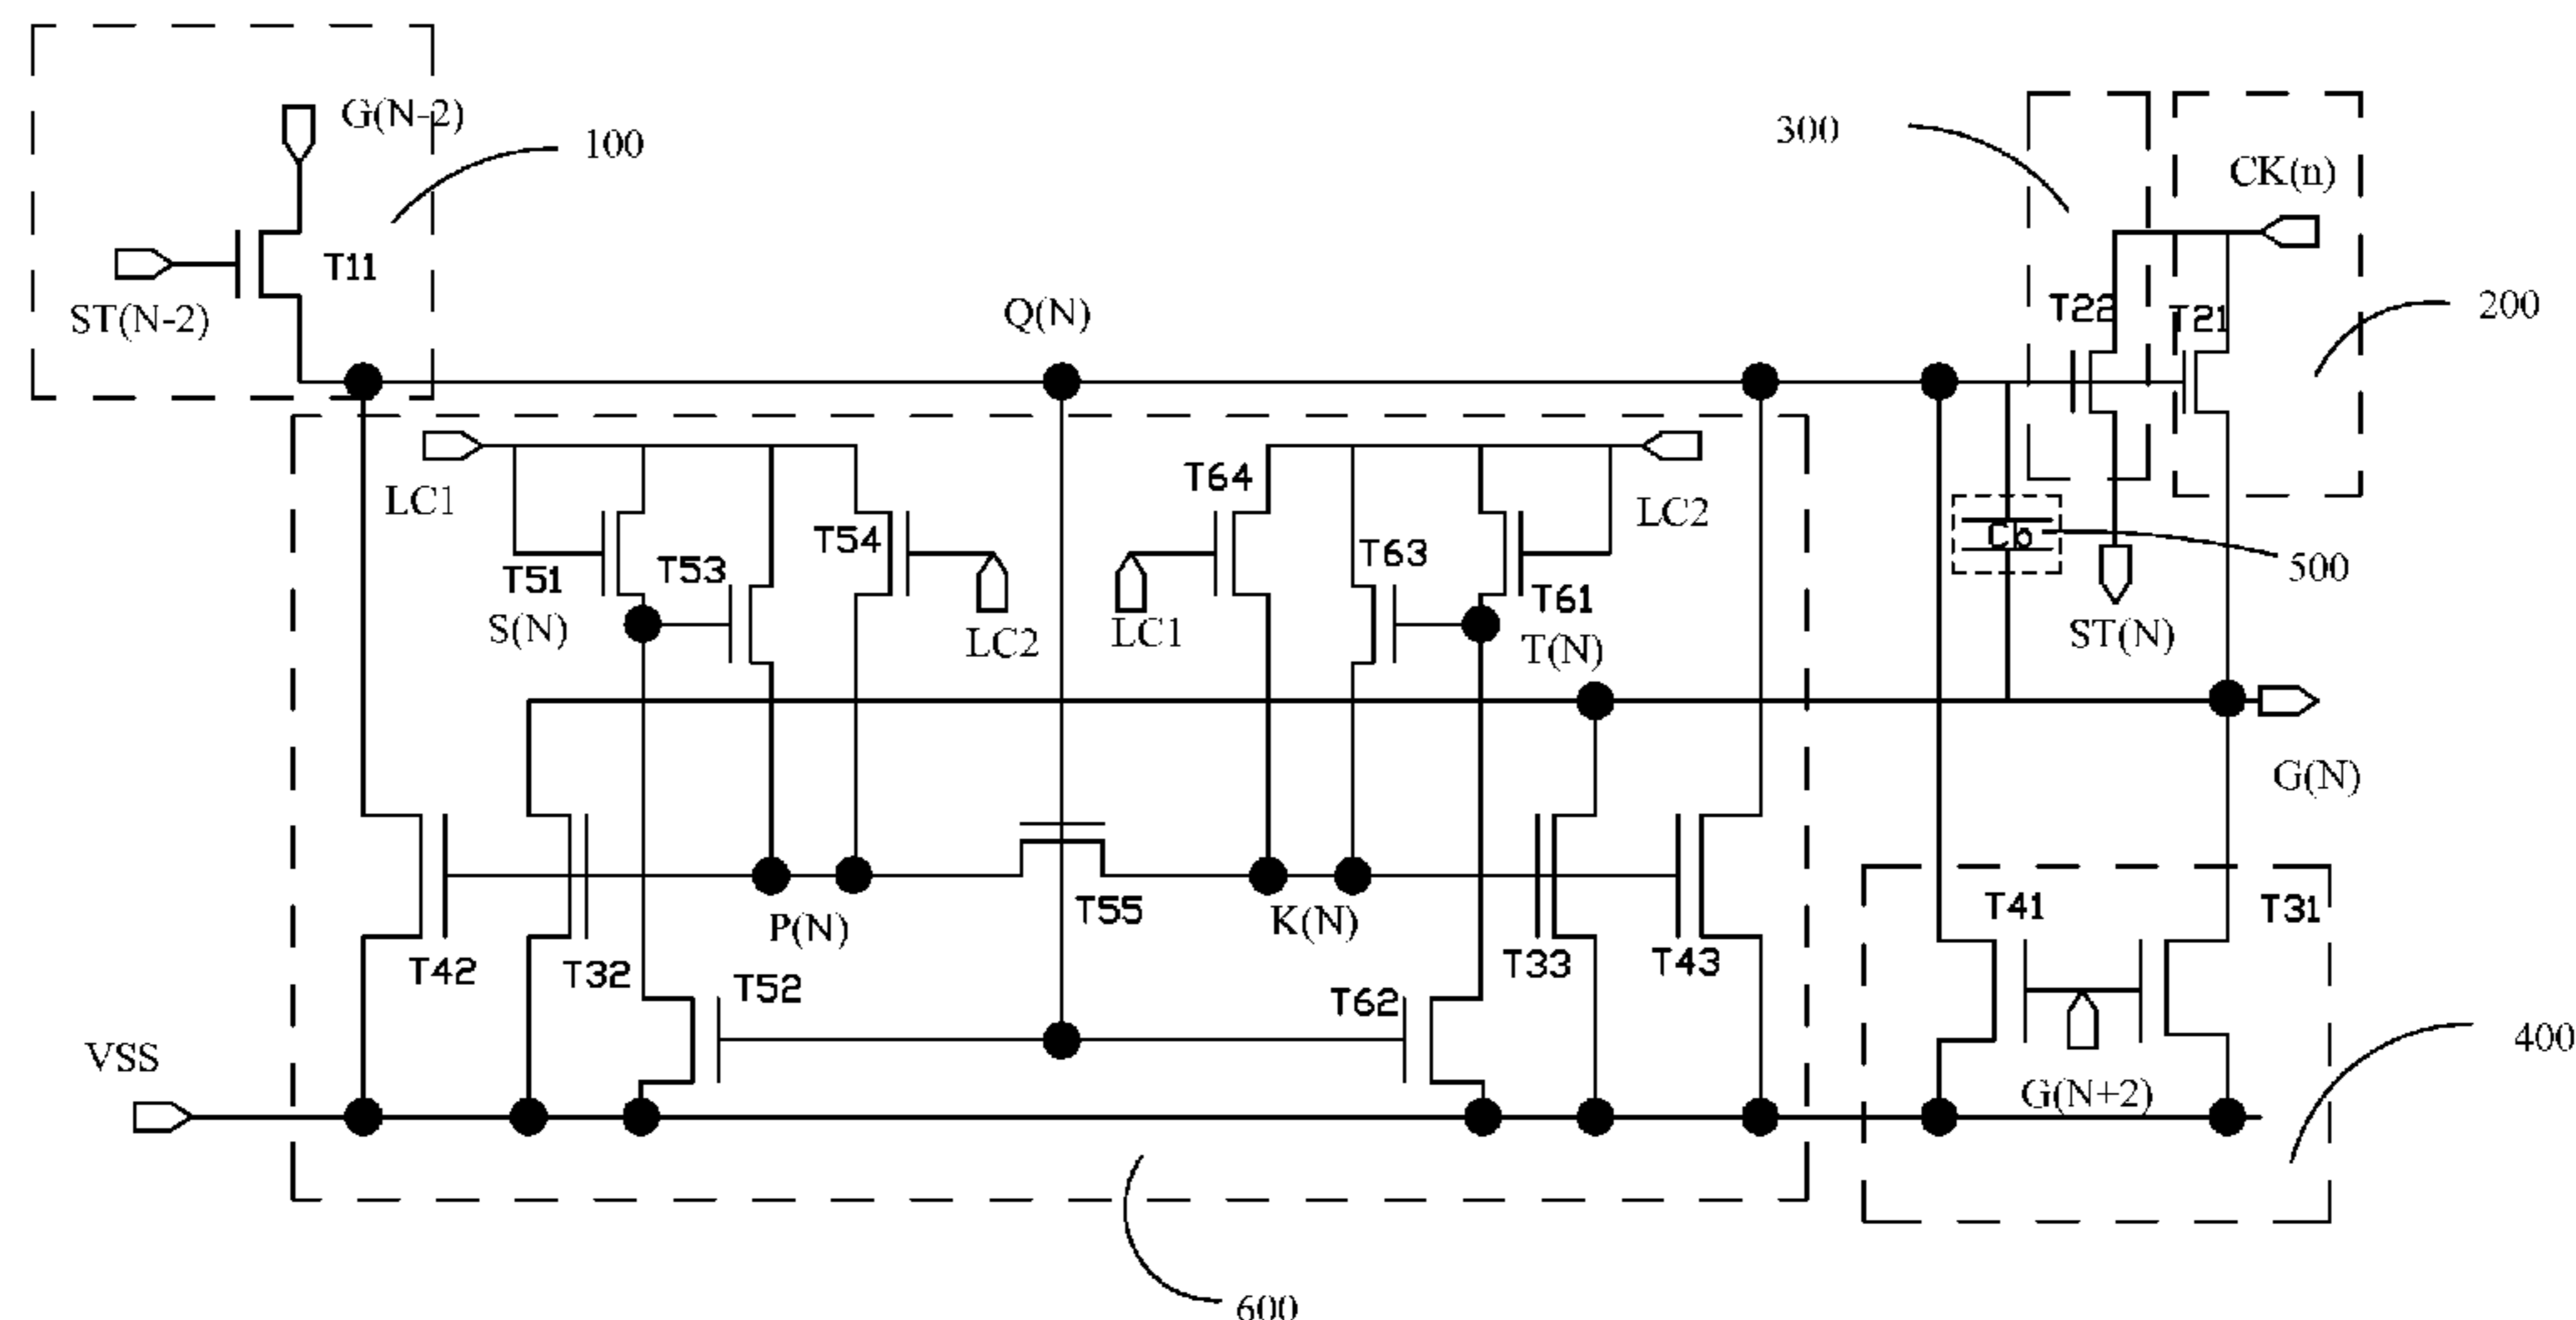 G(N-2)
100
300
CK(n)
T11
ST(N-2)
Q(N)
T22
T21
200
LC1
T64
LC2
T54
T63
T53
T51
T61
Cb
500
S(N)
LC2
LC1
T(N)
ST(N)
G(N)
T55
P(N)
K(N)
T41
T31
T42
T32
T52
T62
T33
T43
VSS
G(N+2)
400
600